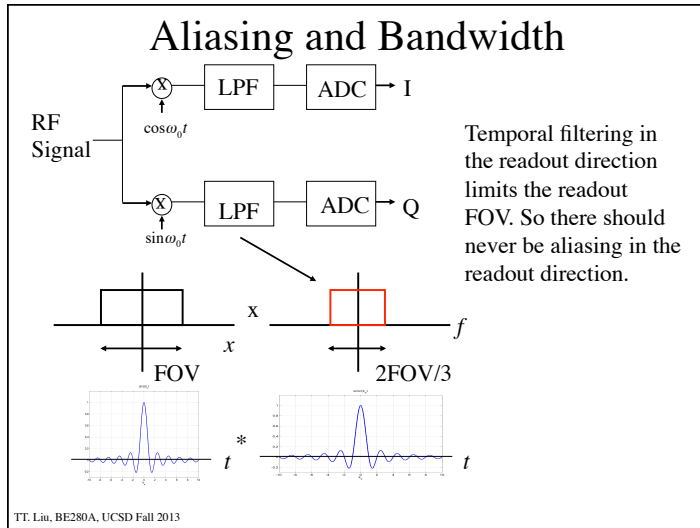 Aliasing and Bandwidth
RF
Signal
x
LPF
ADC
I
cosω₀t
x
LPF
ADC
Q
sinω₀t
Temporal filtering in
the readout direction
limits the readout
FOV. So there should
never be aliasing in the
readout direction.
x
x
f
FOV
2FOV/3
*
t
t
TT. Liu, BE280A, UCSD Fall 2013